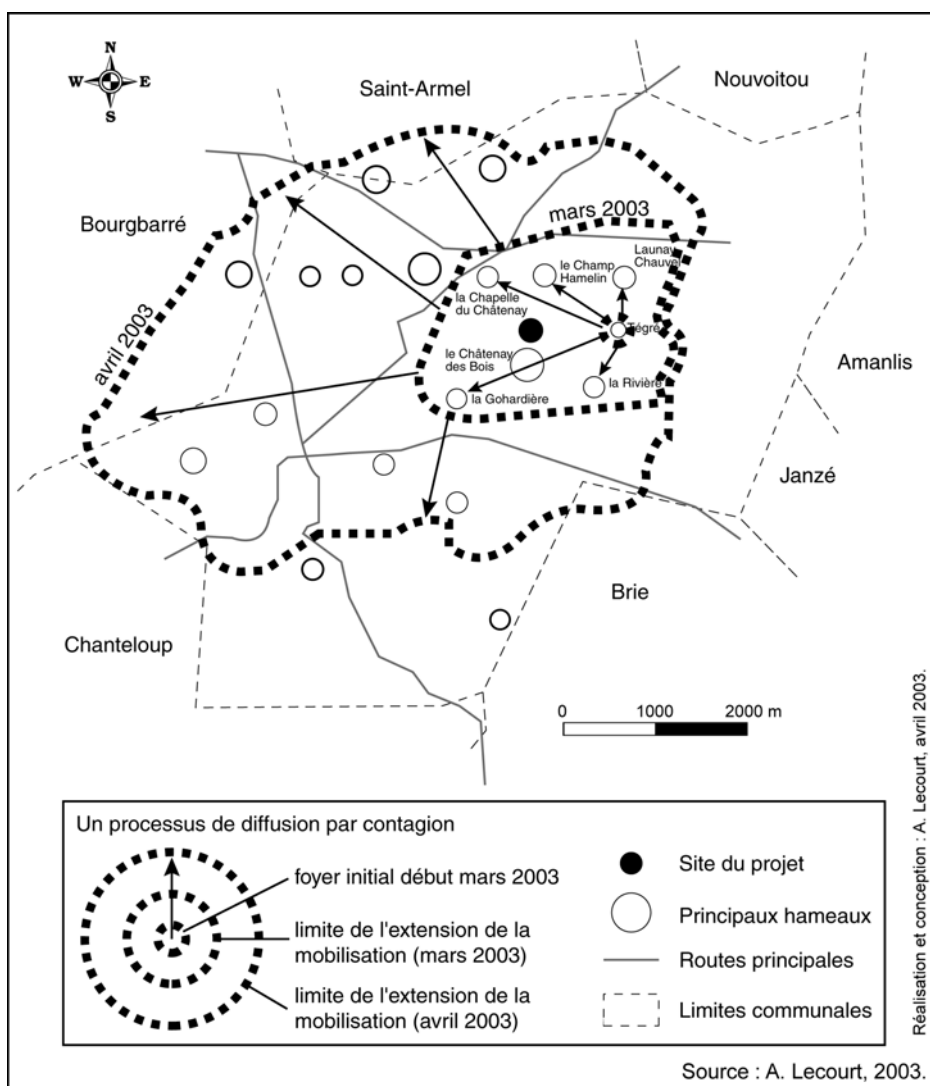 N
W
E
S
Saint-Armel
Nouvoitou
Bourgbarré
mars 2003
Launay
Chauvel
le Champ
Hamelin
la Chapelle
du Châtenay
Tégré
avril 2003
le Châtenay
des Bois
la Rivière
la Gohardière
Amanlis
Janzé
Brie
Chanteloup
0
1000
2000 m
Un processus de diffusion par contagion
foyer initial début mars 2003
limite de l'extension de la
mobilisation (mars 2003)
limite de l'extension de la
mobilisation (avril 2003)
Site du projet
Principaux hameaux
Routes principales
Limites communales
Réalisation et conception : A. Lecourt, avril 2003.
Source : A. Lecourt, 2003.